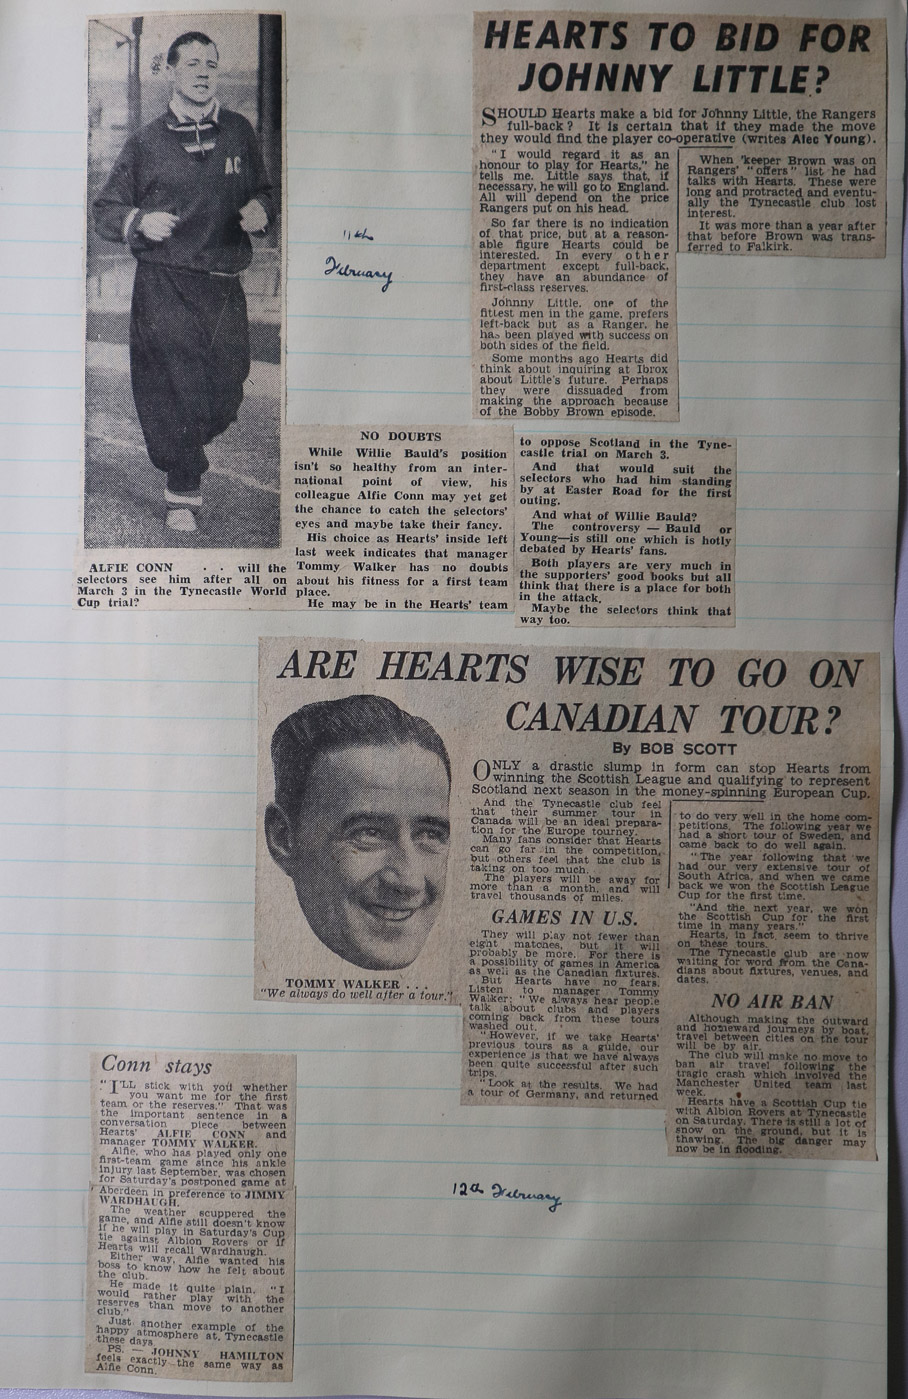 HEARTS TO BID FOR
JOHNNY LITTLE?
SHOULD Hearts make a bid for Johnny Little, the Rangers
full-back? It is certain that if they made the move
they would find the player co-operative (writes Alec Young).
"I would regard it as an
honour to play for Hearts," he
tells me. Little says that, if
necessary, he will go to England.
All will depend on the price
Rangers put on his head.
So far there is no indication
of that price, but at a reason-
able figure Hearts could be
interested. In every other
department except full-back,
they have an abundance of
first-class reserves.
Johnny Little, one of the
fittest men in the game, prefers
left-back but as a Ranger, he
has been played with success on
both sides of the field.
Some months ago Hearts did
think about inquiring at Ibrox
about Little's future. Perhaps
they were dissuaded from
making the approach because
of the Bobby Brown episode.
When 'keeper Brown was on
Rangers' "offers" list he had
talks with Hearts. These were
long and protracted and eventu-
ally the Tynecastle club lost
interest.
It was more than a year after
that before Brown was trans-
ferred to Falkirk.
AC
11th
February
ALFIE CONN . . will the
selectors see him after all on
March 3 in the Tynecastle World
Cup trial?
NO DOUBTS
While Willie Bauld's position
isn't so healthy from an inter-
national point of view, his
colleague Alfie Conn may yet get
the chance to catch the selectors'
eyes and maybe take their fancy.
His choice as Hearts' inside left
last week indicates that manager
Tommy Walker has no doubts
about his fitness for a first team
place.
He may be in the Hearts' team
to oppose Scotland in the Tyne-
castle trial on March 3.
And that would suit the
selectors who had him standing
by at Easter Road for the first
outing.
And what of Willie Bauld?
The controversy — Bauld or
Young—is still one which is hotly
debated by Hearts' fans.
Both players are very much in
the supporters' good books but all
think that there is a place for both
in the attack.
Maybe the selectors think that
way too.
ARE HEARTS WISE TO GO ON
CANADIAN TOUR?
By BOB SCOTT
ONLY a drastic slump in form can stop Hearts from
winning the Scottish League and qualifying to represent
Scotland next season in the money-spinning European Cup.
And the Tynecastle club feel
that their summer tour in
Canada will be an ideal prepara-
tion for the Europe tourney.
Many fans consider that Hearts
can go far in the competition,
but others feel that the club is
taking on too much.
The players will be away for
more than a month, and will
travel thousands of miles.
GAMES IN U.S.
They will play not fewer than
eight matches, but it will
probably be more. For there is
a possibility of games in America
as well as the Canadian fixtures.
But Hearts have no fears.
Listen to manager Tommy
Walker: "We always hear people
talk about clubs and players
coming back from these tours
washed out.
"However, if we take Hearts'
previous tours as a guide, our
experience is that we have always
been quite successful after such
trips.
"Look at the results. We had
a tour of Germany, and returned
to do very well in the home com-
petitions. The following year we
had a short tour of Sweden, and
came back to do well again.
"The year following that we
had our very extensive tour of
South Africa, and when we came
back we won the Scottish League
Cup for the first time.
"And the next year, we won
the Scottish Cup for the first
time in many years."
Hearts, in fact, seem to thrive
on these tours.
The Tynecastle club are now
waiting for word from the Cana-
dians about fixtures, venues, and
dates.
NO AIR BAN
Although making the outward
and homeward journeys by boat,
travel between cities on the tour
will be by air.
The club will make no move to
ban air travel following the
tragic crash which involved the
Manchester United team last
week.
Hearts have a Scottish Cup tie
with Albion Rovers at Tynecastle
on Saturday. There is still a lot of
snow on the ground, but it is
thawing. The big danger may
now be in flooding.
TOMMY WALKER . . .
"We always do well after a tour."
Conn stays
"I'LL stick with you whether
you want me for the first
team or the reserves." That was
the important sentence in a
conversation piece between
Hearts' ALFIE CONN and
manager TOMMY WALKER.
Alfie, who has played only one
first-team game since his ankle
injury last September, was chosen
for Saturday's postponed game at
Aberdeen in preference to JIMMY
WARDHAUGH.
The weather scuppered the
game, and Alfie still doesn't know
if he will play in Saturday's Cup
tie against Albion Rovers or if
Hearts will recall Wardhaugh.
Either way, Alfie wanted his
boss to know how he felt about
the club.
He made it quite plain. "I
would rather play with the
reserves than move to another
club."
Just another example of the
happy atmosphere at Tynecastle
these days.
PS. — JOHNNY HAMILTON
feels exactly the same way as
Alfie Conn.
12th February